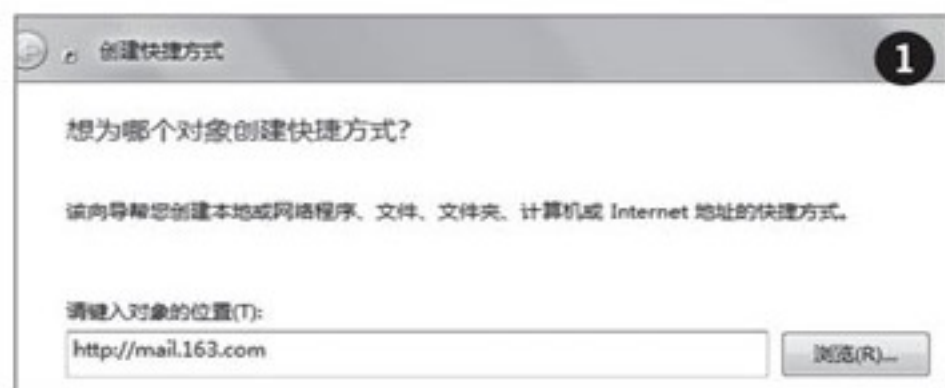 创建快捷方式
1
想为哪个对象创建快捷方式?
该向导帮您创建本地或网络程序、文件、文件夹、计算机或 Internet 地址的快捷方式。
请键入对象的位置(T):
http://mail.163.com
浏览(R)...